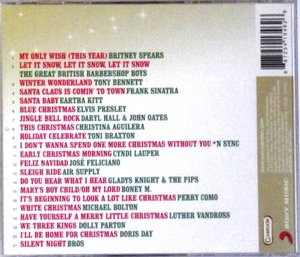 MY ONLY WISH (THIS YEAR) BRITNEY SPEARS
LET IT SNOW, LET IT SNOW, LET IT SNOW
THE GREAT BRITISH BARBERSHOP BOYS
WINTER WONDERLAND TONY BENNETT
SANTA CLAUS IS COMIN' TO TOWN FRANK SINATRA
SANTA BABY EARTHA KITT
BLUE CHRISTMAS ELVIS PRESLEY
JINGLE BELL ROCK DARYL HALL & JOHN OATES
THIS CHRISTMAS CHRISTINA AGUILERA
HOLIDAY CELEBRATE TONI BRAXTON
I DON'T WANNA SPEND ONE MORE CHRISTMAS WITHOUT YOU *N SYNC
EARLY CHRISTMAS MORNING CYNDI LAUPER
FELIZ NAVIDAD JOSÉ FELICIANO
SLEIGH RIDE AIR SUPPLY
DO YOU HEAR WHAT I HEAR GLADYS KNIGHT & THE PIPS
MARY'S BOY CHILD/OH MY LORD BONEY M.
IT'S BEGINNING TO LOOK A LOT LIKE CHRISTMAS PERRY COMO
WHITE CHRISTMAS MICHAEL BOLTON
HAVE YOURSELF A MERRY LITTLE CHRISTMAS LUTHER VANDROSS
WE THREE KINGS DOLLY PARTON
I'LL BE HOME FOR CHRISTMAS DORIS DAY
SILENT NIGHT BROS
CAMDEN
SONY MUSIC